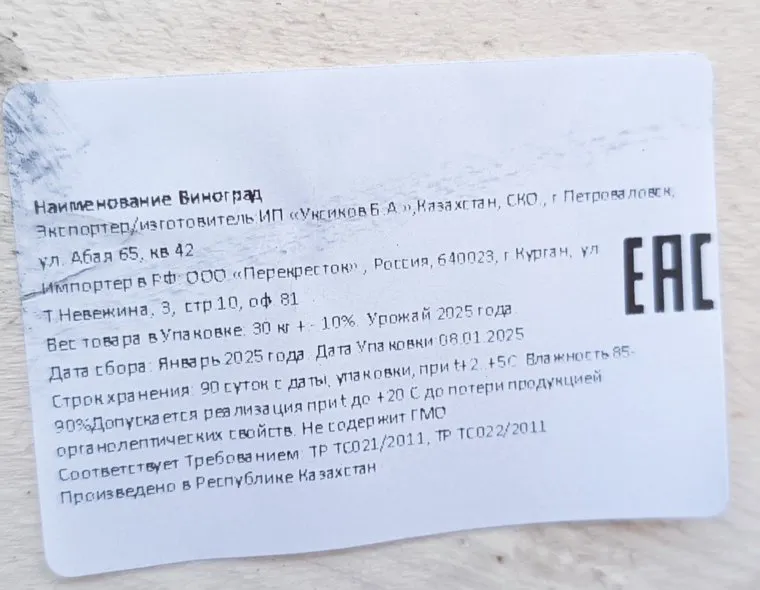 Наименование Виноград
Экспортер/изготовитель ИП «Уксиков Б.А.»,Казахстан, СКО., г Петроваловск,
ул. Абая 65, кв 42
Импортер в РФ: ООО «Перекресток» , Россия, 640023, г Курган, ул
Т.Невежина, 3, стр 10, оф 81
Вес товара в Упаковке: 30 кг + - 10%. Урожай 2025 года.
Дата сбора: Январь 2025 года. Дата Упаковки 08.01.2025
Строк хранения: 90 суток с даты, упаковки, при t+2..+5С. Влажность 85-
90%Допускается реализация при t до +20 С до потери продукцией
органолептических свойств. Не содержит ГМО
Соответствует Требованием: ТР ТС021/2011, ТР ТС022/2011
Произведено в Республике Казахстан
ЕАС